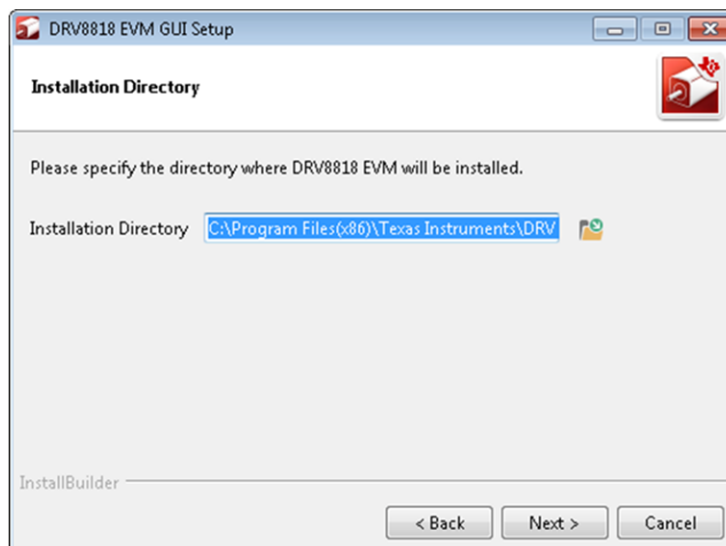 DRV8818 EVM GUI Setup
Installation Directory
Please specify the directory where DRV8818 EVM will be installed.
Installation Directory C:\Program Files(x86)\Texas Instruments\DRV
InstallBuilder
< Back Next > Cancel